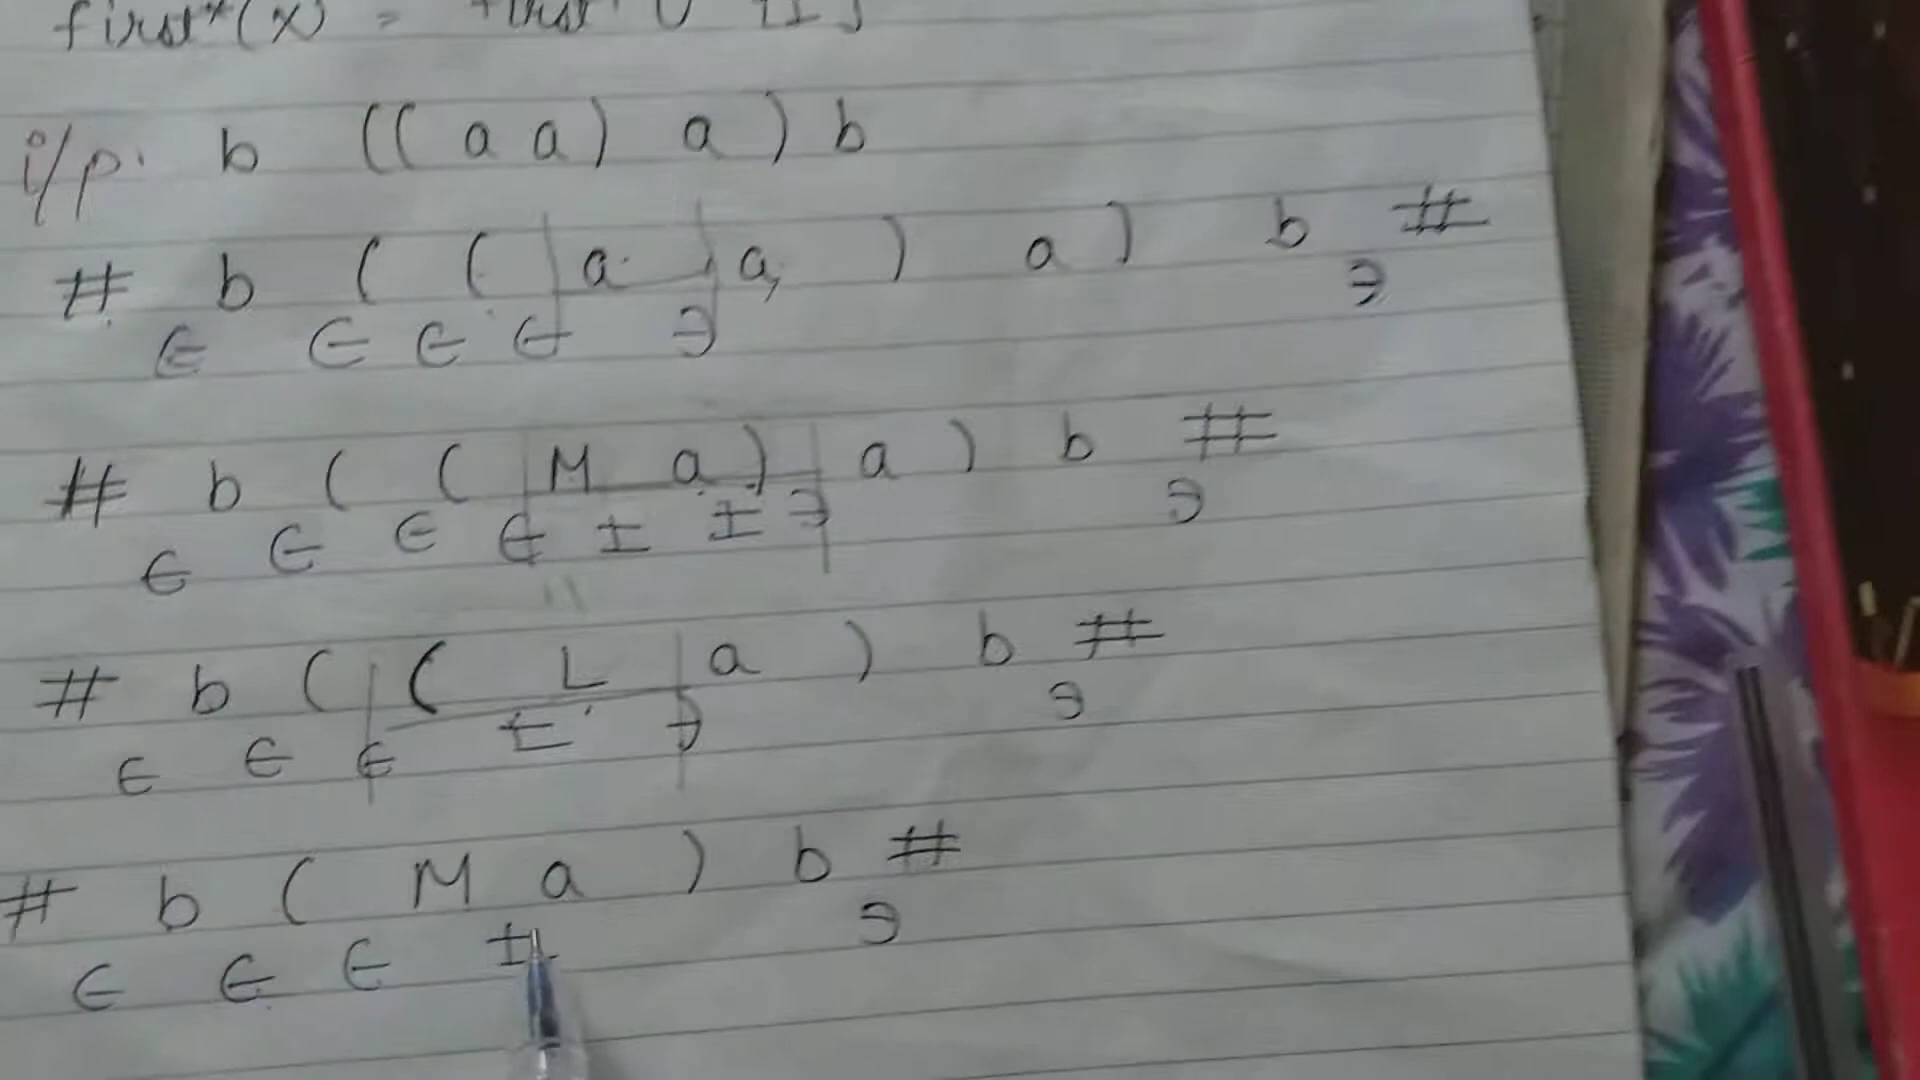 first*(x) =
i/p: b ((a a) a) b
# b ( ( a a ) a ) b #
∈ ∈ ∈ ∈ ∋ ∋
# b ( ( M a ) a ) b #
∈ ∈ ∈ ∈ ± ± ∋ ∋
# b ( ( L a ) b #
∈ ∈ ∈ ± ∋ ∋
# b ( M a ) b #
∈ ∈ ∈ ± ∋